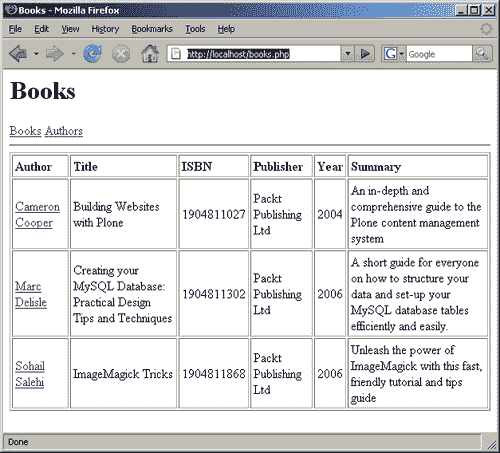 Books - Mozilla Firefox
File Edit View History Bookmarks Tools Help
http://localhost/books.php
Google
Books
Books Authors
Author Title ISBN Publisher Year Summary
Cameron
Cooper
Building Websites
with Plone
1904811027
Packt
Publishing
Ltd
2004
An in-depth and
comprehensive guide to the
Plone content management
system
Marc
Delisle
Creating your
MySQL Database:
Practical Design
Tips and Techniques
1904811302
Packt
Publishing
Ltd
2006
A short guide for everyone
on how to structure your
data and set-up your
MySQL database tables
efficiently and easily.
Sohail
Salehi
ImageMagick Tricks
1904811868
Packt
Publishing
Ltd
2006
Unleash the power of
ImageMagick with this fast,
friendly tutorial and tips
guide
Done